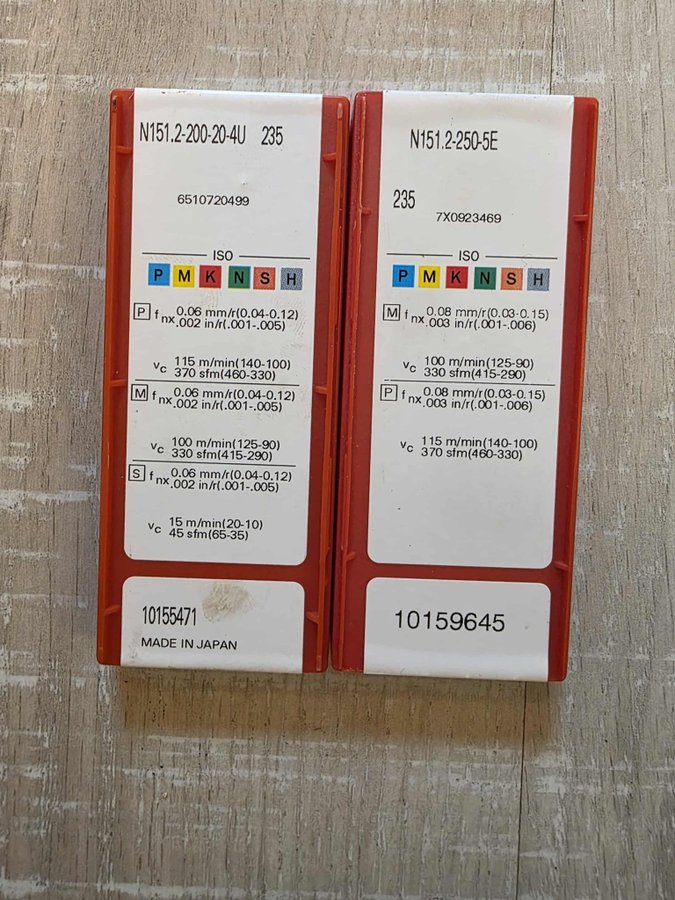 N151.2-200-20-4U 235
6510720499
ISO
P M K N S H
P f nx 0.06 mm/r(0.04-0.12)
.002 in/r(.001-.005)
vc 115 m/min(140-100)
370 sfm(460-330)
M f nx 0.06 mm/r(0.04-0.12)
.002 in/r(.001-.005)
vc 100 m/min(125-90)
330 sfm(415-290)
S f nx 0.06 mm/r(0.04-0.12)
.002 in/r(.001-.005)
vc 15 m/min(20-10)
45 sfm(65-35)
10155471
MADE IN JAPAN
N151.2-250-5E
235
7X0923469
ISO
P M K N S H
M f nx 0.08 mm/r(0.03-0.15)
.003 in/r(.001-.006)
vc 100 m/min(125-90)
330 sfm(415-290)
P f nx 0.08 mm/r(0.03-0.15)
.003 in/r(.001-.006)
vc 115 m/min(140-100)
370 sfm(460-330)
10159645